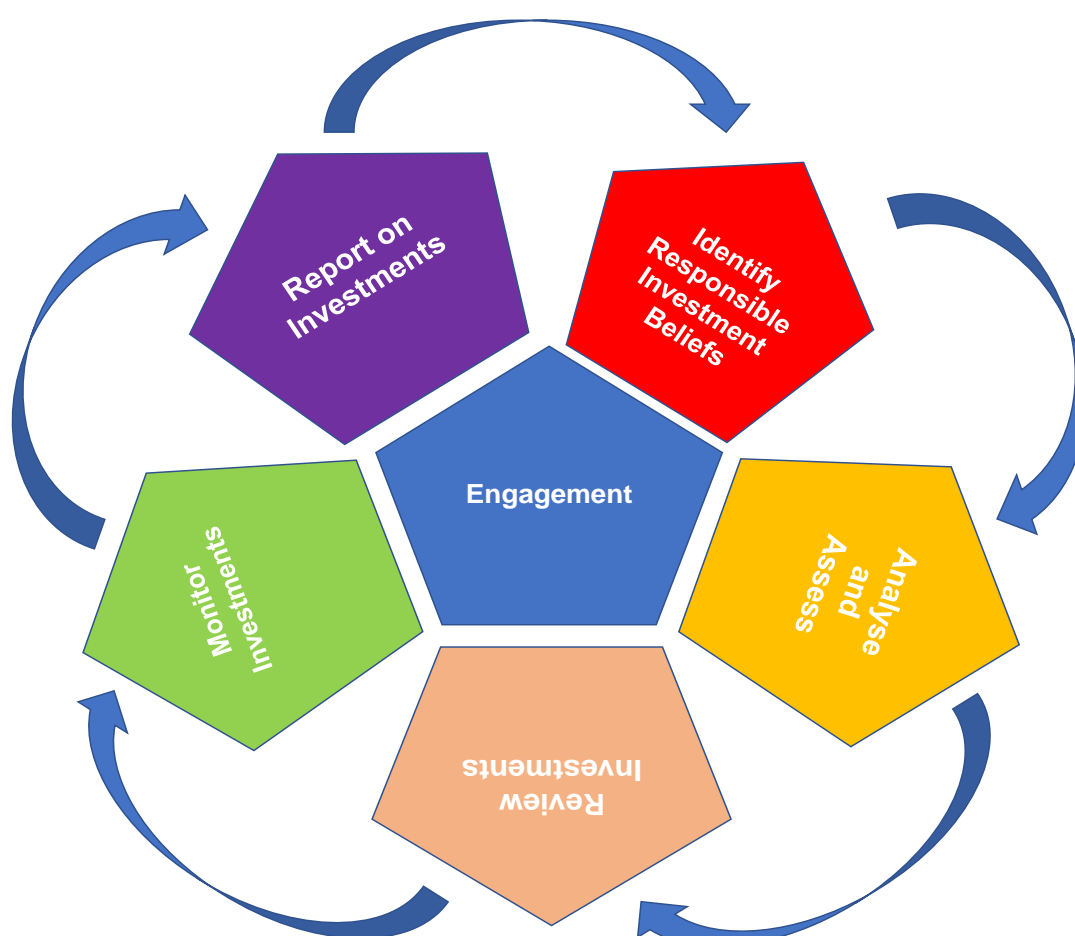 Report on
Investments
Identify
Responsible
Investment
Beliefs
Engagement
Analyse
and
Assess
Review
Investments
Monitor
Investments